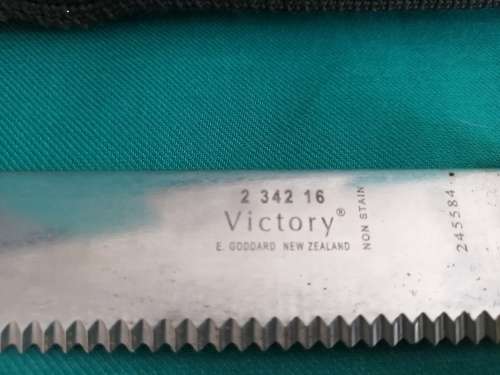 2 342 16
Victory®
E. GODDARD NEW ZEALAND
NON STAIN
245584